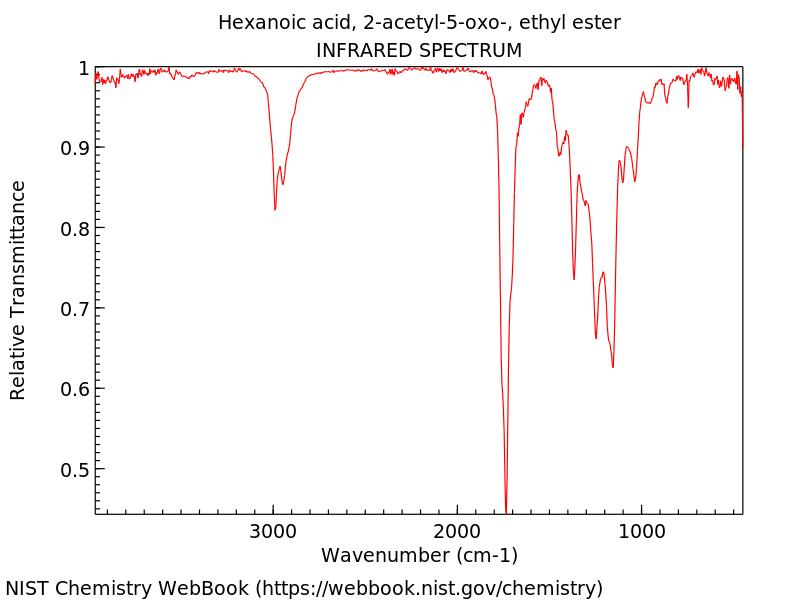 Hexanoic acid, 2-acetyl-5-oxo-, ethyl ester
INFRARED SPECTRUM
1
0.9
0.8
0.7
0.6
0.5
Relative Transmittance
3000 2000 1000
Wavenumber (cm-1)
NIST Chemistry WebBook (https://webbook.nist.gov/chemistry)